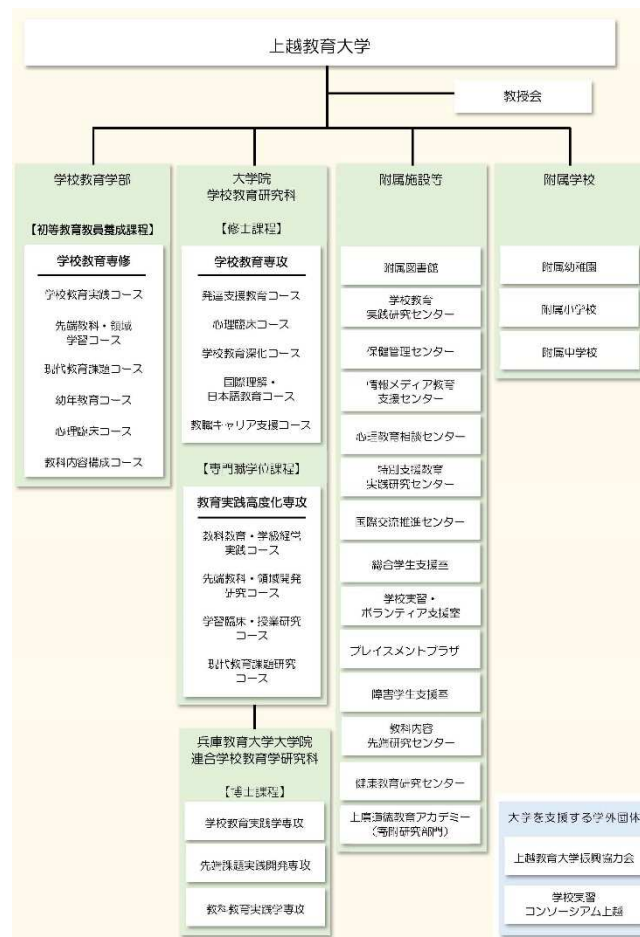 上越教育大学
教授会
学校教育学部
【初等教育教員養成課程】
学校教育専修
学校教育実践コース
先端教科・領域
学習コース
現代教育課題コース
幼年教育コース
心理臨床コース
教科内容構成コース
大学院
学校教育研究科
【修士課程】
学校教育専攻
発達支援教育コース
心理臨床コース
学校教育深化コース
国際理解・
日本語教育コース
教職キャリア支援コース
【専門職学位課程】
教育実践高度化専攻
教科教育・学級経営
実践コース
先端教科・領域開発
研究コース
学習臨床・授業研究
コース
現代教育課題研究
コース
兵庫教育大学大学院
連合学校教育学研究科
【博士課程】
学校教育実践学専攻
先端課題実践開発専攻
教科教育実践学専攻
附属施設等
附属図書館
学校教育
実践研究センター
保健管理センター
情報メディア教育
支援センター
心理教育相談センター
特別支援教育
実践研究センター
国際交流推進センター
総合学生支援室
学校実習・
ボランティア支援室
プレイスメントプラザ
障害学生支援室
教科内容
先端研究センター
健康教育研究センター
上廣道徳教育アカデミー
(寄附研究部門)
附属学校
附属幼稚園
附属小学校
附属中学校
大学を支援する学外団体
上越教育大学振興協力会
学校実習
コンソーシアム上越